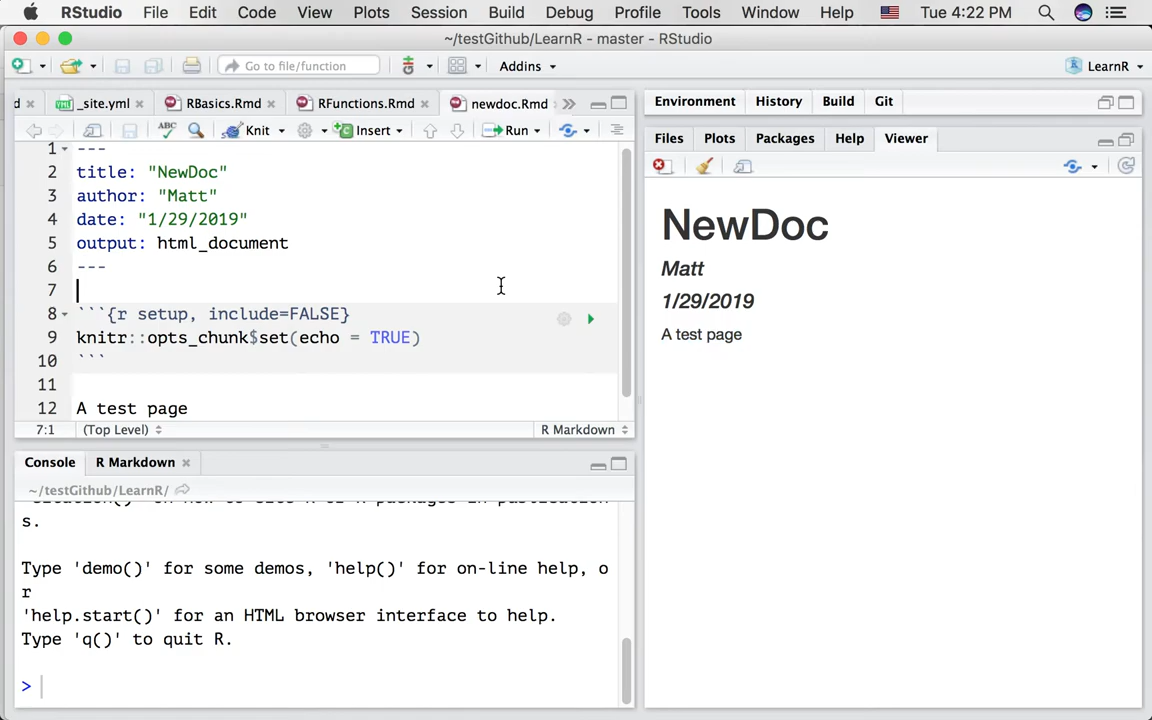 RStudio File Edit Code View Plots Session Build Debug Profile Tools Window Help Tue 4:22 PM
~/testGithub/LearnR - master - RStudio
Go to file/function Addins LearnR
d _site.yml RBasics.Rmd RFunctions.Rmd newdoc.Rmd
ABC Knit Insert Run
1 ---
2 title: "NewDoc"
3 author: "Matt"
4 date: "1/29/2019"
5 output: html_document
6 ---
7
8 ```{r setup, include=FALSE}
9 knitr::opts_chunk$set(echo = TRUE)
10 ```
11
12 A test page
7:1 (Top Level) R Markdown
Console R Markdown
~/testGithub/LearnR/
s.
Type 'demo()' for some demos, 'help()' for on-line help, o
r
'help.start()' for an HTML browser interface to help.
Type 'q()' to quit R.
>
Environment History Build Git
Files Plots Packages Help Viewer
NewDoc
Matt
1/29/2019
A test page